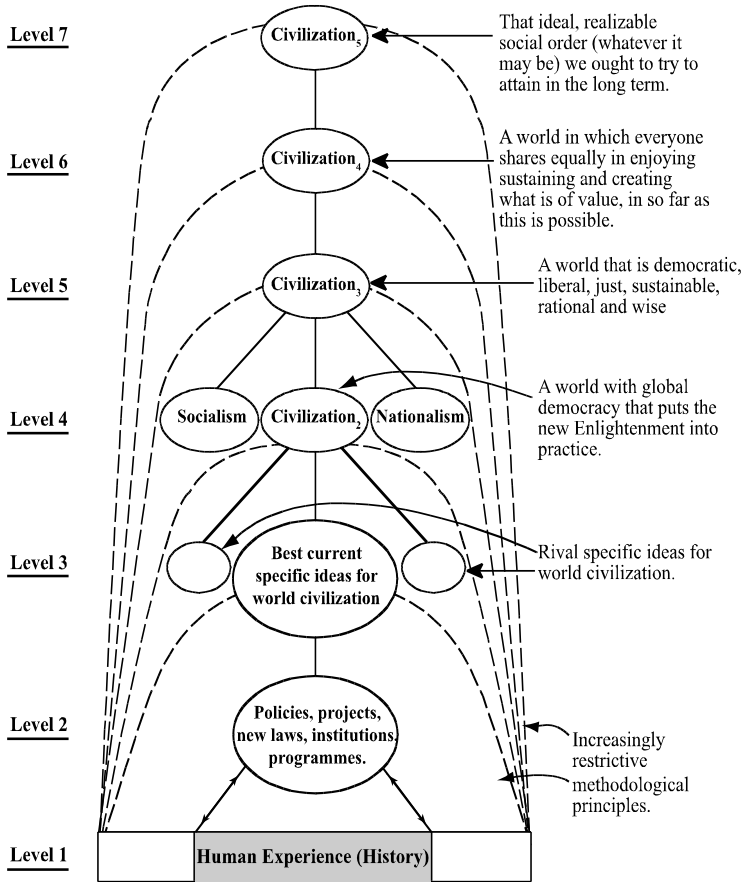 Level 7
Civilization5
That ideal, realizable
social order (whatever it
may be) we ought to try to
attain in the long term.
Level 6
Civilization4
A world in which everyone
shares equally in enjoying
sustaining and creating
what is of value, in so far as
this is possible.
Level 5
Civilization3
A world that is democratic,
liberal, just, sustainable,
rational and wise
Level 4
Socialism
Civilization2
Nationalism
A world with global
democracy that puts the
new Enlightenment into
practice.
Level 3
Best current
specific ideas for
world civilization
Rival specific ideas for
world civilization.
Level 2
Policies, projects,
new laws, institutions,
programmes.
Increasingly
restrictive
methodological
principles.
Level 1
Human Experience (History)